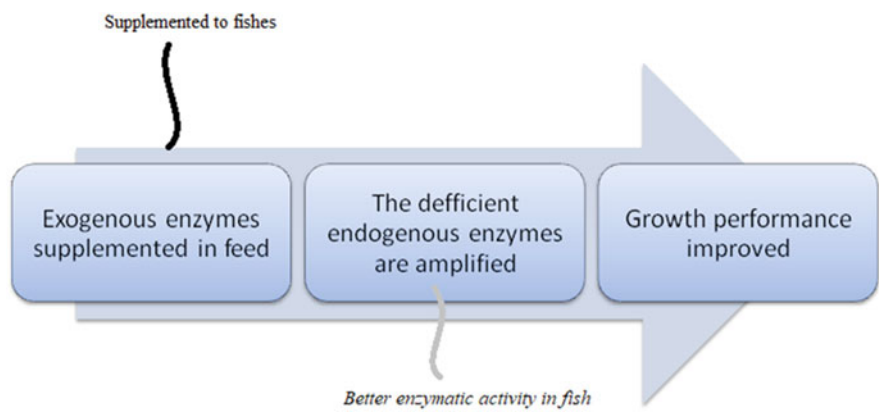 Supplemented to fishes
Exogenous enzymes
supplemented in feed
The defficient
endogenous enzymes
are amplified
Growth performance
improved
Better enzymatic activity in fish